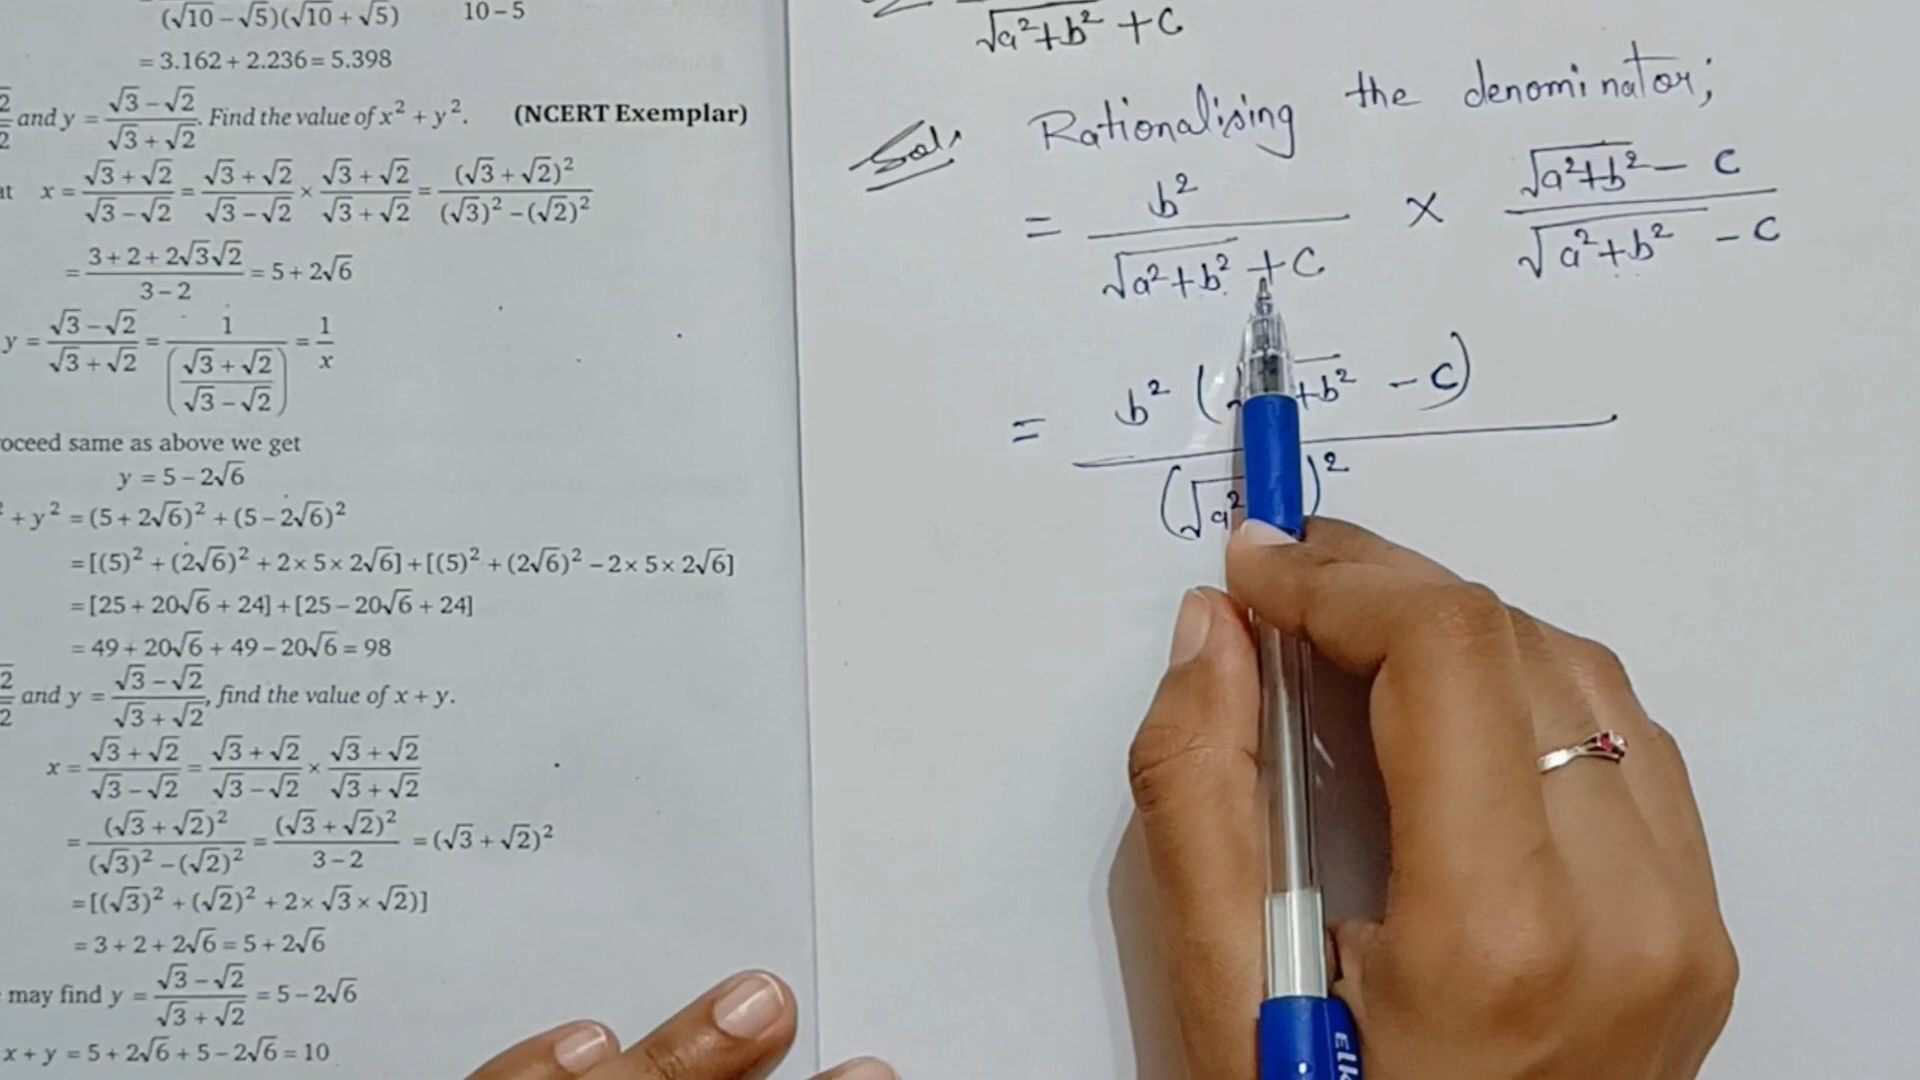 (√10 − √5)(√10 + √5) 10 − 5
= 3.162 + 2.236 = 5.398
and y = (√3 − √2)/(√3 + √2). Find the value of x² + y². (NCERT Exemplar)
x = (√3 + √2)/(√3 − √2) = (√3 + √2)/(√3 − √2) × (√3 + √2)/(√3 + √2) = (√3 + √2)²/((√3)² − (√2)²)
= (3 + 2 + 2√3√2)/(3 − 2) = 5 + 2√6
y = (√3 − √2)/(√3 + √2) = 1/((√3 + √2)/(√3 − √2)) = 1/x
oceed same as above we get
y = 5 − 2√6
+ y² = (5 + 2√6)² + (5 − 2√6)²
= [(5)² + (2√6)² + 2 × 5 × 2√6] + [(5)² + (2√6)² − 2 × 5 × 2√6]
= [25 + 20√6 + 24] + [25 − 20√6 + 24]
= 49 + 20√6 + 49 − 20√6 = 98
and y = (√3 − √2)/(√3 + √2), find the value of x + y.
x = (√3 + √2)/(√3 − √2) = (√3 + √2)/(√3 − √2) × (√3 + √2)/(√3 + √2)
= (√3 + √2)²/((√3)² − (√2)²) = (√3 + √2)²/(3 − 2) = (√3 + √2)²
= [(√3)² + (√2)² + 2 × √3 × √2)]
= 3 + 2 + 2√6 = 5 + 2√6
may find y = (√3 − √2)/(√3 + √2) = 5 − 2√6
x + y = 5 + 2√6 + 5 − 2√6 = 10
√a²+b² + c
Sol. Rationalising the denominator;
= b²/(√a²+b² + c) × (√a²+b² − c)/(√a²+b² − c)
= b² ( +b² − c)
(√a² )²
Elk